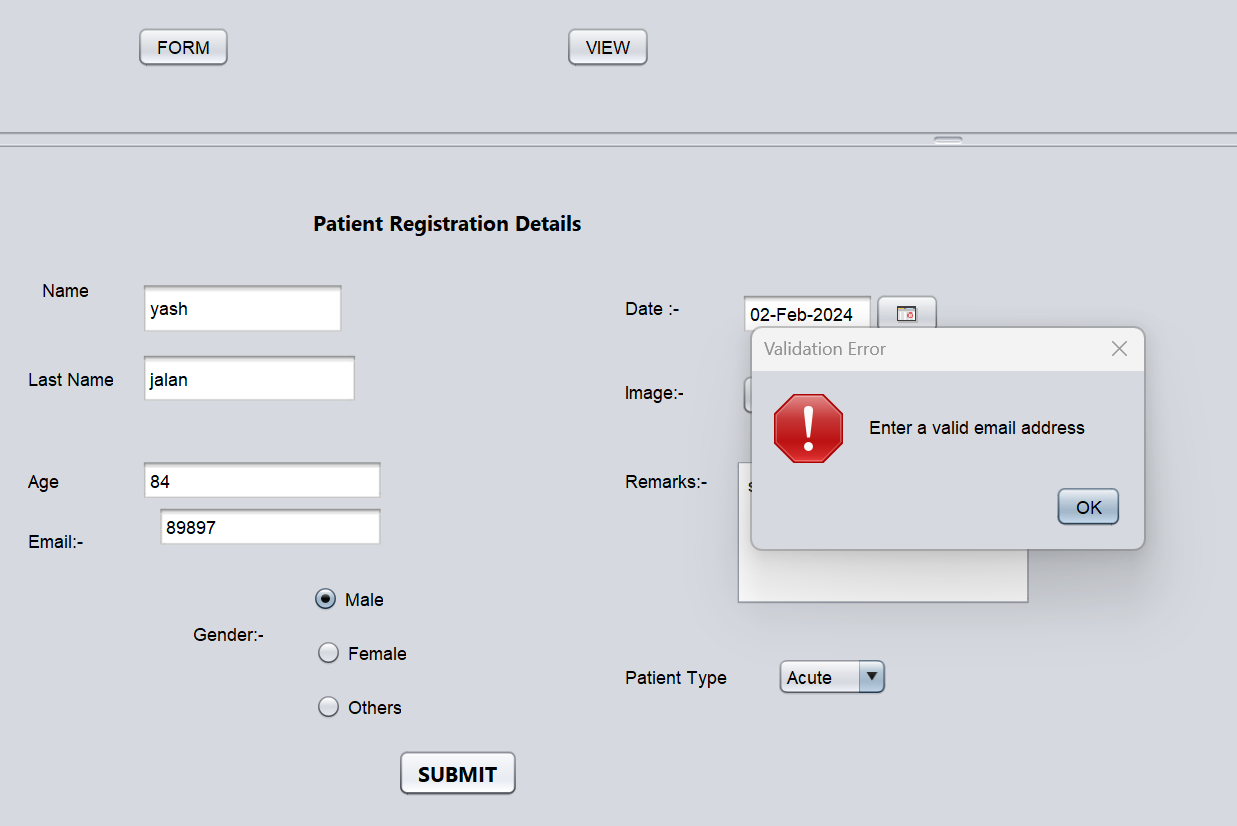 FORM
VIEW
Patient Registration Details
Name
yash
Last Name
jalan
Age
84
Email:-
89897
Gender:-
Male
Female
Others
SUBMIT
Date :-
02-Feb-2024
Image:-
Remarks:-
Patient Type
Acute
Validation Error
Enter a valid email address
OK